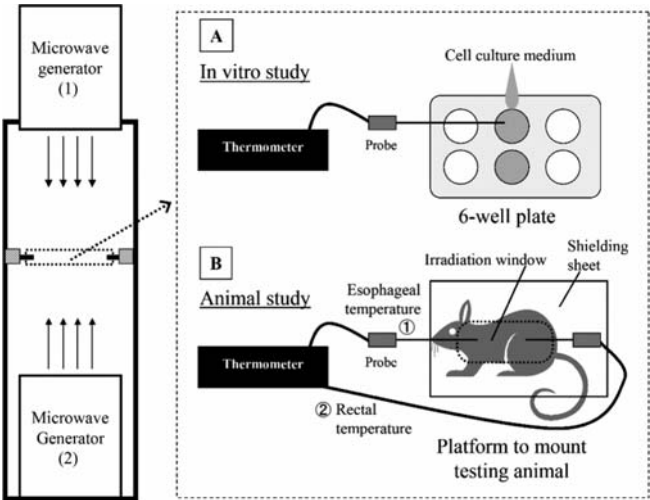 Microwave
generator
(1)
Microwave
Generator
(2)
A
In vitro study
Cell culture medium
Thermometer
Probe
6-well plate
B
Animal study
Irradiation window
Shielding
sheet
Esophageal
temperature
①
Probe
Thermometer
② Rectal
temperature
Platform to mount
testing animal